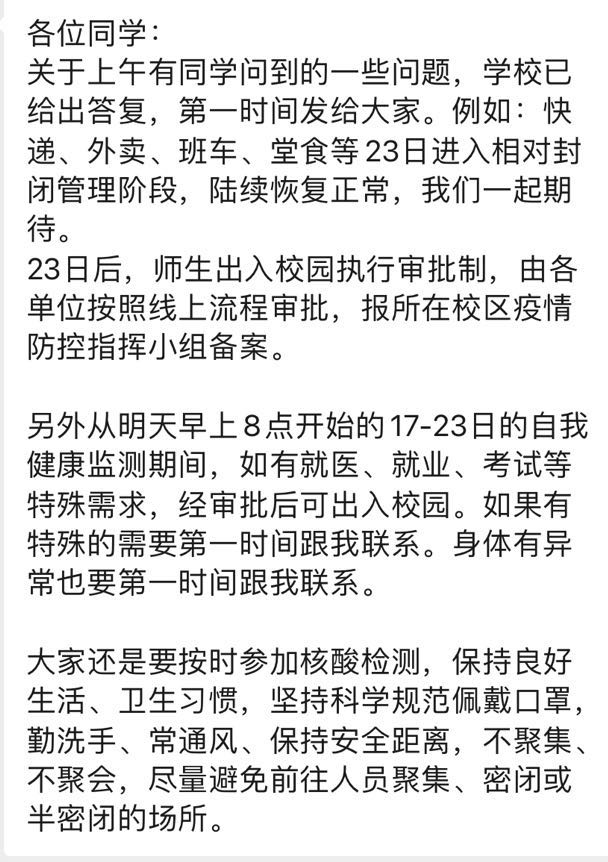 各位同学：
关于上午有同学问到的一些问题，学校已
给出答复，第一时间发给大家。例如：快
递、外卖、班车、堂食等23日进入相对封
闭管理阶段，陆续恢复正常，我们一起期
待。
23日后，师生出入校园执行审批制，由各
单位按照线上流程审批，报所在校区疫情
防控指挥小组备案。
另外从明天早上8点开始的17-23日的自我
健康监测期间，如有就医、就业、考试等
特殊需求，经审批后可出入校园。如果有
特殊的需要第一时间跟我联系。身体有异
常也要第一时间跟我联系。
大家还是要按时参加核酸检测，保持良好
生活、卫生习惯，坚持科学规范佩戴口罩，
勤洗手、常通风、保持安全距离，不聚集、
不聚会，尽量避免前往人员聚集、密闭或
半密闭的场所。